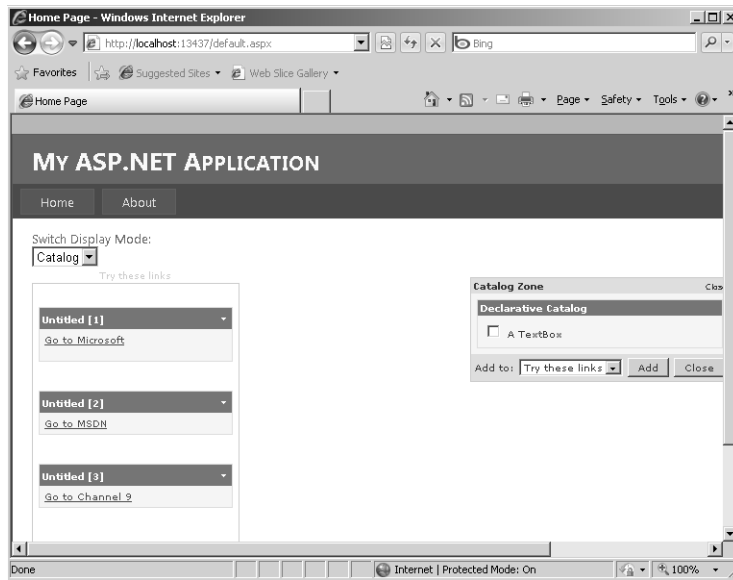 Home Page - Windows Internet Explorer
http://localhost:13437/default.aspx
Bing
Favorites
Suggested Sites
Web Slice Gallery
Home Page
Page
Safety
Tools
MY ASP.NET APPLICATION
Home
About
Switch Display Mode:
Catalog
Try these links
Untitled [1]
Go to Microsoft
Untitled [2]
Go to MSDN
Untitled [3]
Go to Channel 9
Catalog Zone
Declarative Catalog
A TextBox
Add to:
Try these links
Add
Close
Done
Internet | Protected Mode: On
100%